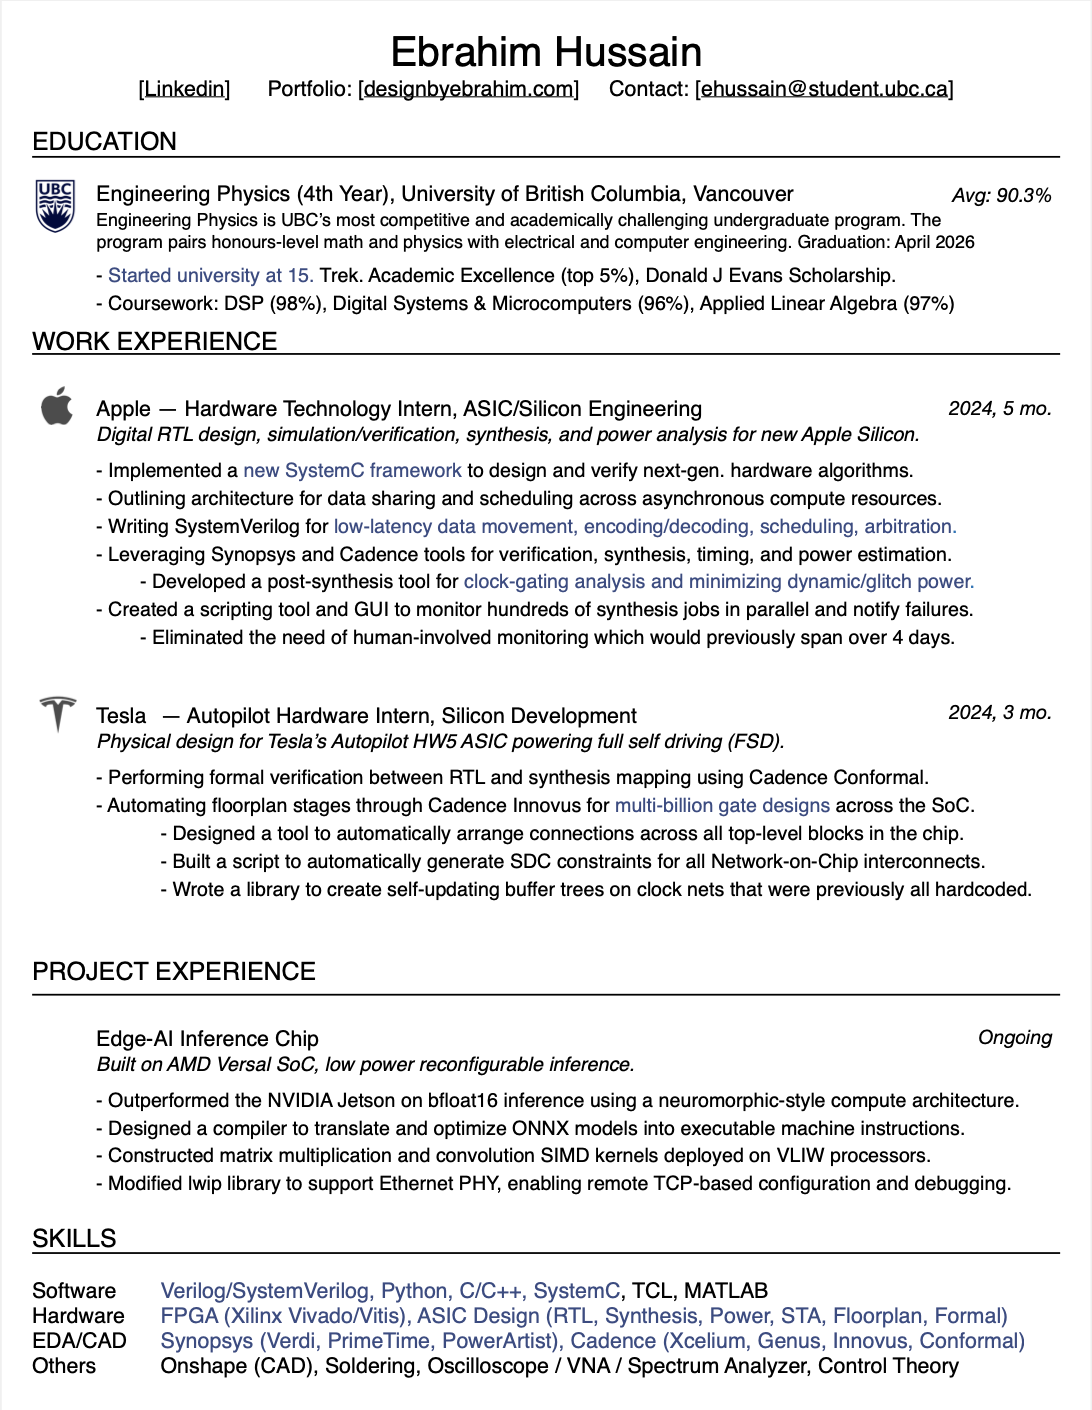 Ebrahim Hussain
[Linkedin] Portfolio: [designbyebrahim.com] Contact: [ehussain@student.ubc.ca]
EDUCATION
UBC
Engineering Physics (4th Year), University of British Columbia, Vancouver Avg: 90.3%
Engineering Physics is UBC's most competitive and academically challenging undergraduate program. The
program pairs honours-level math and physics with electrical and computer engineering. Graduation: April 2026
- Started university at 15. Trek. Academic Excellence (top 5%), Donald J Evans Scholarship.
- Coursework: DSP (98%), Digital Systems & Microcomputers (96%), Applied Linear Algebra (97%)
WORK EXPERIENCE
Apple — Hardware Technology Intern, ASIC/Silicon Engineering 2024, 5 mo.
Digital RTL design, simulation/verification, synthesis, and power analysis for new Apple Silicon.
- Implemented a new SystemC framework to design and verify next-gen. hardware algorithms.
- Outlining architecture for data sharing and scheduling across asynchronous compute resources.
- Writing SystemVerilog for low-latency data movement, encoding/decoding, scheduling, arbitration.
- Leveraging Synopsys and Cadence tools for verification, synthesis, timing, and power estimation.
- Developed a post-synthesis tool for clock-gating analysis and minimizing dynamic/glitch power.
- Created a scripting tool and GUI to monitor hundreds of synthesis jobs in parallel and notify failures.
- Eliminated the need of human-involved monitoring which would previously span over 4 days.
Tesla — Autopilot Hardware Intern, Silicon Development 2024, 3 mo.
Physical design for Tesla's Autopilot HW5 ASIC powering full self driving (FSD).
- Performing formal verification between RTL and synthesis mapping using Cadence Conformal.
- Automating floorplan stages through Cadence Innovus for multi-billion gate designs across the SoC.
- Designed a tool to automatically arrange connections across all top-level blocks in the chip.
- Built a script to automatically generate SDC constraints for all Network-on-Chip interconnects.
- Wrote a library to create self-updating buffer trees on clock nets that were previously all hardcoded.
PROJECT EXPERIENCE
Edge-AI Inference Chip Ongoing
Built on AMD Versal SoC, low power reconfigurable inference.
- Outperformed the NVIDIA Jetson on bfloat16 inference using a neuromorphic-style compute architecture.
- Designed a compiler to translate and optimize ONNX models into executable machine instructions.
- Constructed matrix multiplication and convolution SIMD kernels deployed on VLIW processors.
- Modified lwip library to support Ethernet PHY, enabling remote TCP-based configuration and debugging.
SKILLS
Software Verilog/SystemVerilog, Python, C/C++, SystemC, TCL, MATLAB
Hardware FPGA (Xilinx Vivado/Vitis), ASIC Design (RTL, Synthesis, Power, STA, Floorplan, Formal)
EDA/CAD Synopsys (Verdi, PrimeTime, PowerArtist), Cadence (Xcelium, Genus, Innovus, Conformal)
Others Onshape (CAD), Soldering, Oscilloscope / VNA / Spectrum Analyzer, Control Theory